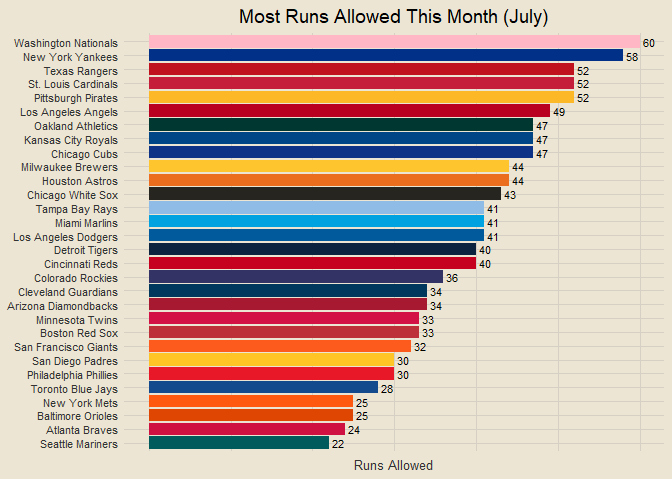 Most Runs Allowed This Month (July)
Washington Nationals 60
New York Yankees 58
Texas Rangers 52
St. Louis Cardinals 52
Pittsburgh Pirates 52
Los Angeles Angels 49
Oakland Athletics 47
Kansas City Royals 47
Chicago Cubs 47
Milwaukee Brewers 44
Houston Astros 44
Chicago White Sox 43
Tampa Bay Rays 41
Miami Marlins 41
Los Angeles Dodgers 41
Detroit Tigers 40
Cincinnati Reds 40
Colorado Rockies 36
Cleveland Guardians 34
Arizona Diamondbacks 34
Minnesota Twins 33
Boston Red Sox 33
San Francisco Giants 32
San Diego Padres 30
Philadelphia Phillies 30
Toronto Blue Jays 28
New York Mets 25
Baltimore Orioles 25
Atlanta Braves 24
Seattle Mariners 22
Runs Allowed